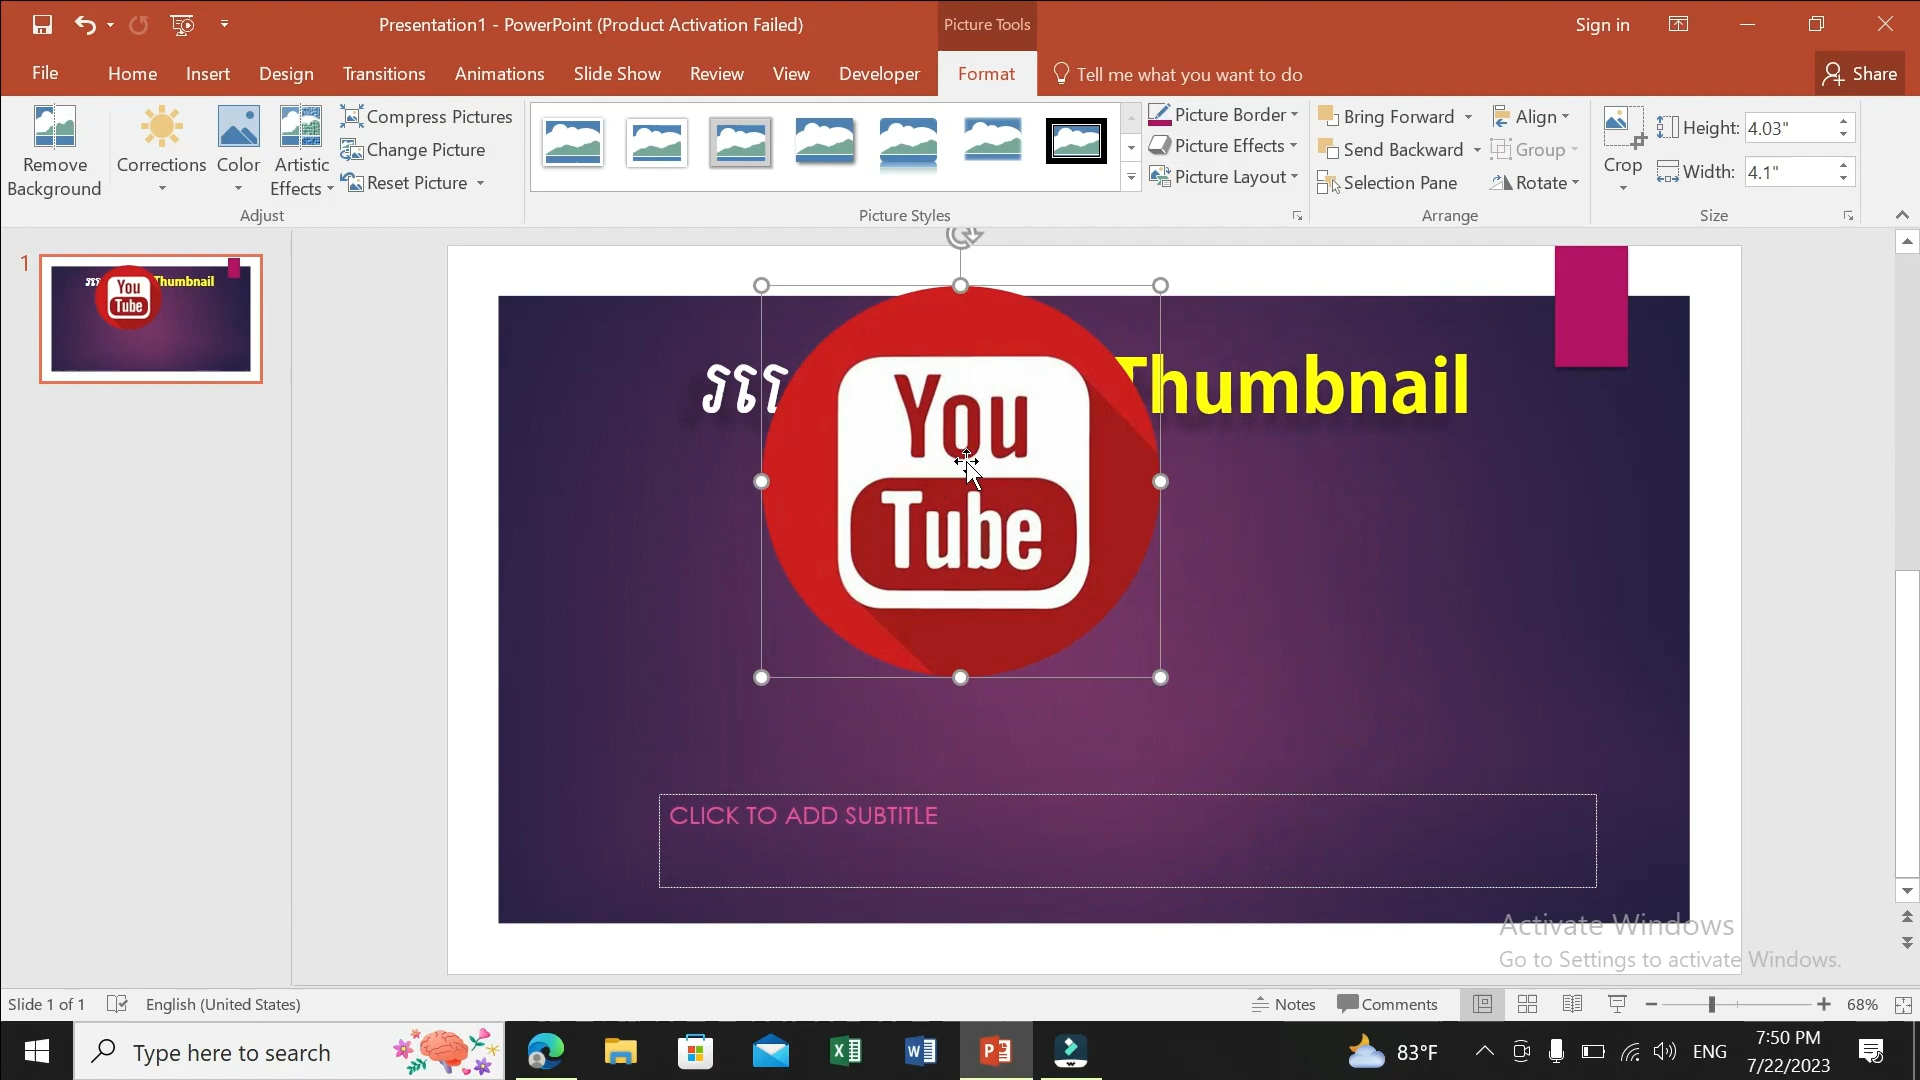 Presentation1 - PowerPoint (Product Activation Failed)
Picture Tools
Sign in
File
Home
Insert
Design
Transitions
Animations
Slide Show
Review
View
Developer
Format
Tell me what you want to do
Share
Remove
Background
Corrections
Color
Artistic
Effects
Compress Pictures
Change Picture
Reset Picture
Adjust
Picture Styles
Picture Border
Picture Effects
Picture Layout
Bring Forward
Send Backward
Selection Pane
Align
Group
Rotate
Arrange
Crop
Height: 4.03"
Width: 4.1"
Size
1
You
Tube
Thumbnail
Thumbnail
You
Tube
CLICK TO ADD SUBTITLE
Activate Windows
Go to Settings to activate Windows.
Slide 1 of 1
English (United States)
Notes
Comments
68%
Type here to search
83°F
ENG
7:50 PM
7/22/2023